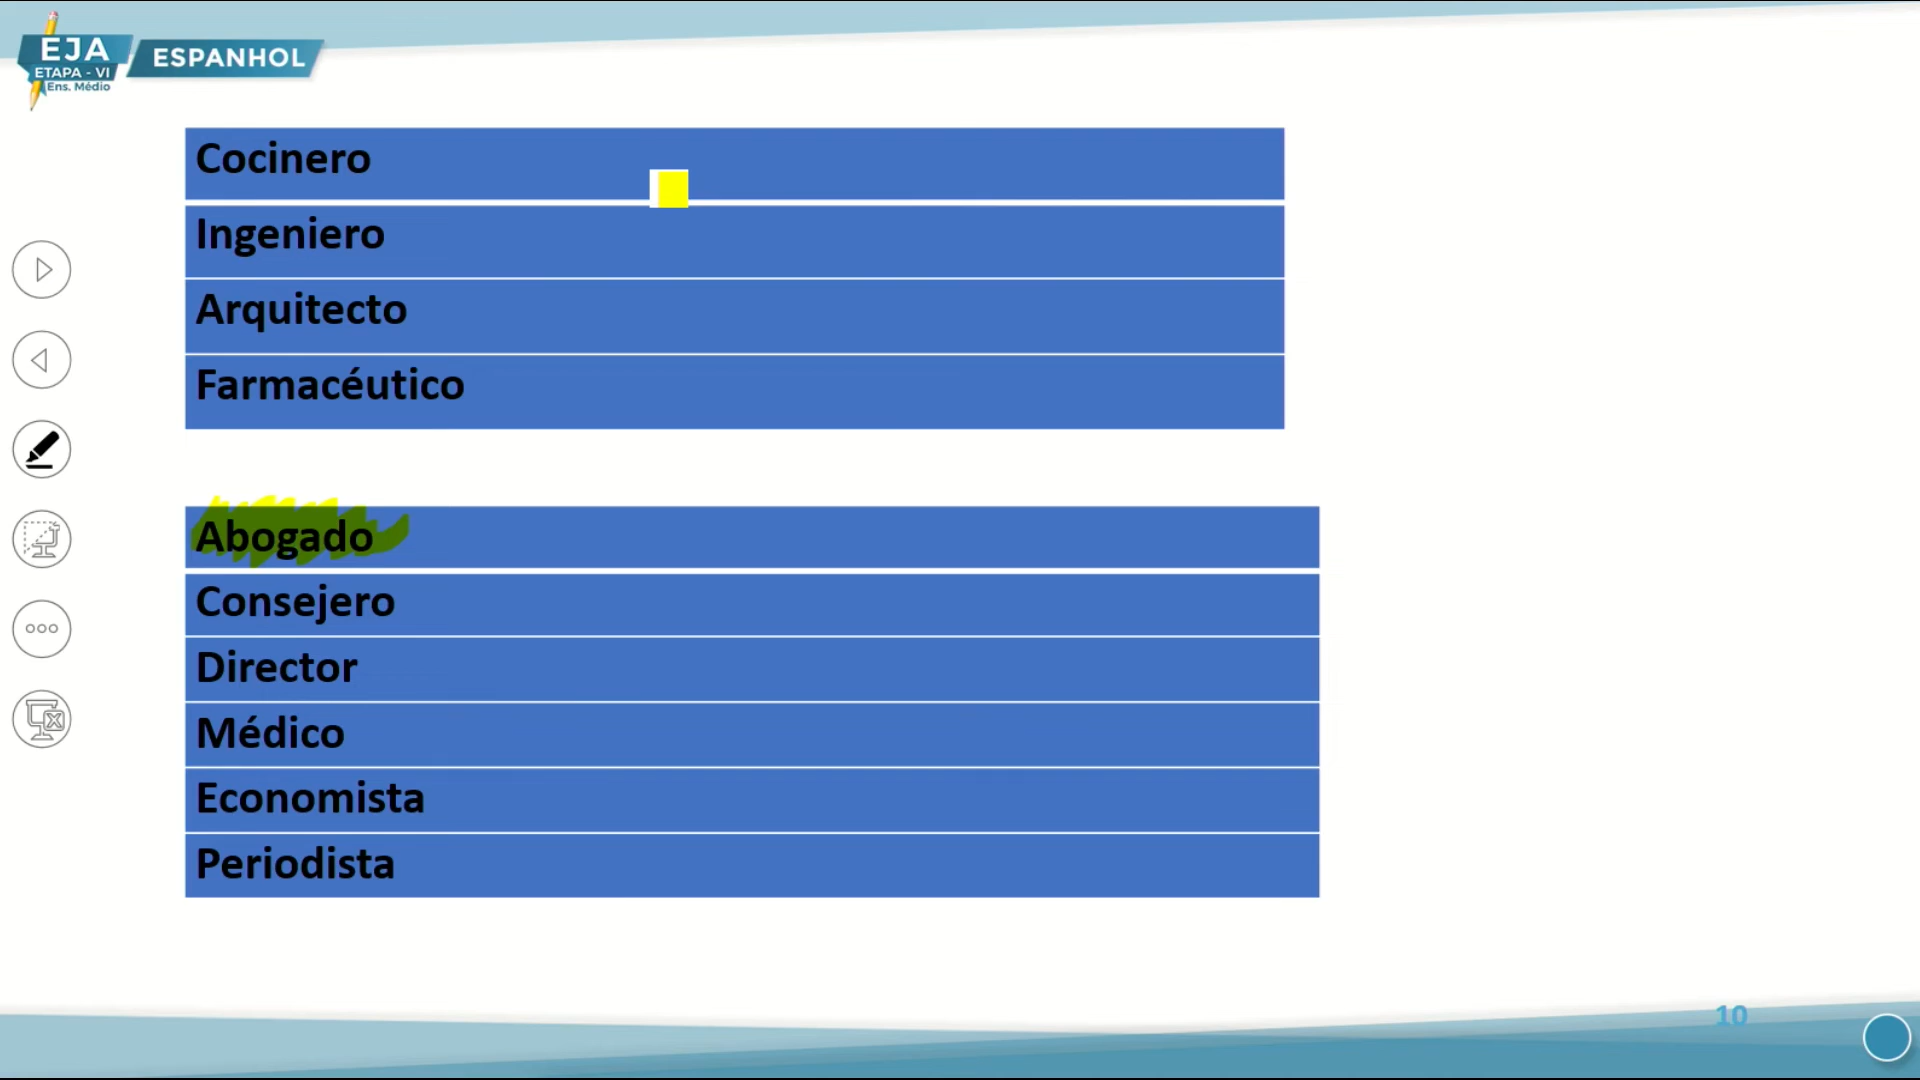 EJA
ETAPA - VI
Ens. Médio
ESPANHOL
Cocinero
Ingeniero
Arquitecto
Farmacéutico
Abogado
Consejero
Director
Médico
Economista
Periodista
10